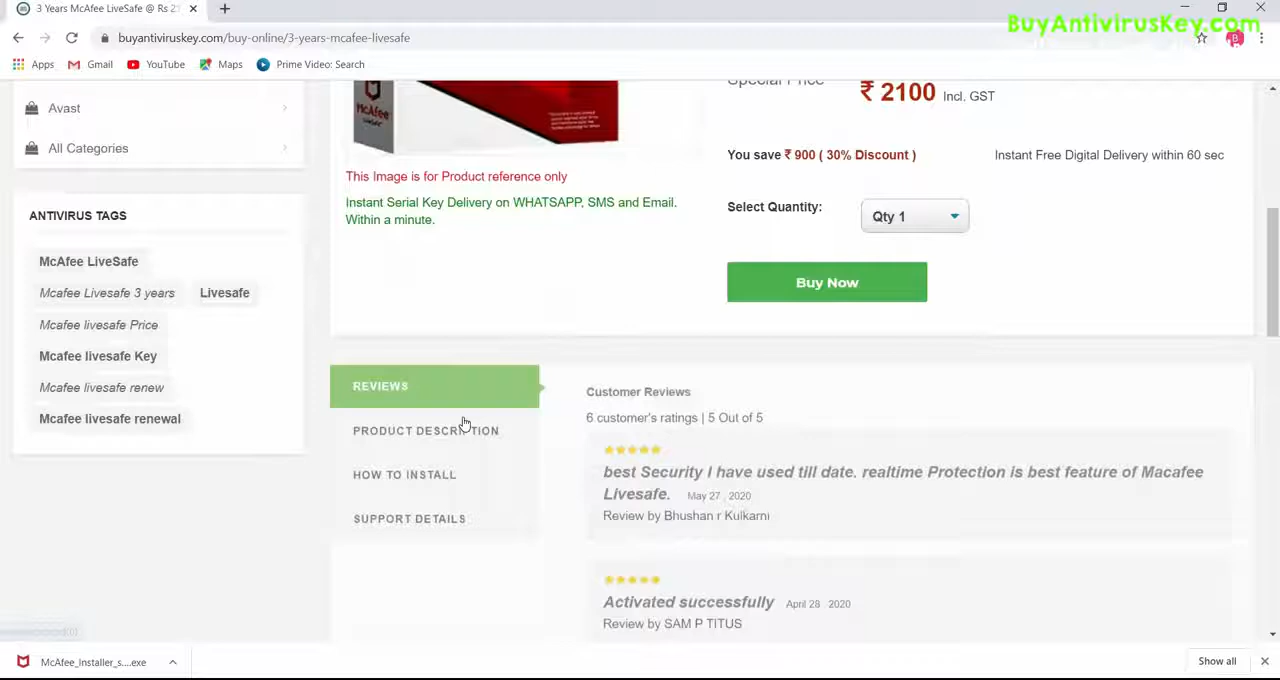 3 Years McAfee LiveSafe @ Rs 2
BuyAntivirusKey.com
buyantiviruskey.com/buy-online/3-years-mcafee-livesafe
B
Apps Gmail YouTube Maps Prime Video: Search
Avast
All Categories
ANTIVIRUS TAGS
McAfee LiveSafe
Mcafee Livesafe 3 years Livesafe
Mcafee livesafe Price
Mcafee livesafe Key
Mcafee livesafe renew
Mcafee livesafe renewal
McAfee
This Image is for Product reference only
Instant Serial Key Delivery on WHATSAPP, SMS and Email.
Within a minute.
Special Price ₹ 2100 Incl. GST
You save ₹ 900 ( 30% Discount ) Instant Free Digital Delivery within 60 sec
Select Quantity: Qty 1
Buy Now
REVIEWS
PRODUCT DESCRIPTION
HOW TO INSTALL
SUPPORT DETAILS
Customer Reviews
6 customer's ratings | 5 Out of 5
best Security I have used till date. realtime Protection is best feature of Macafee
Livesafe. May 27 , 2020
Review by Bhushan r Kulkarni
Activated successfully April 28 , 2020
Review by SAM P TITUS
McAfee_Installer_s....exe Show all